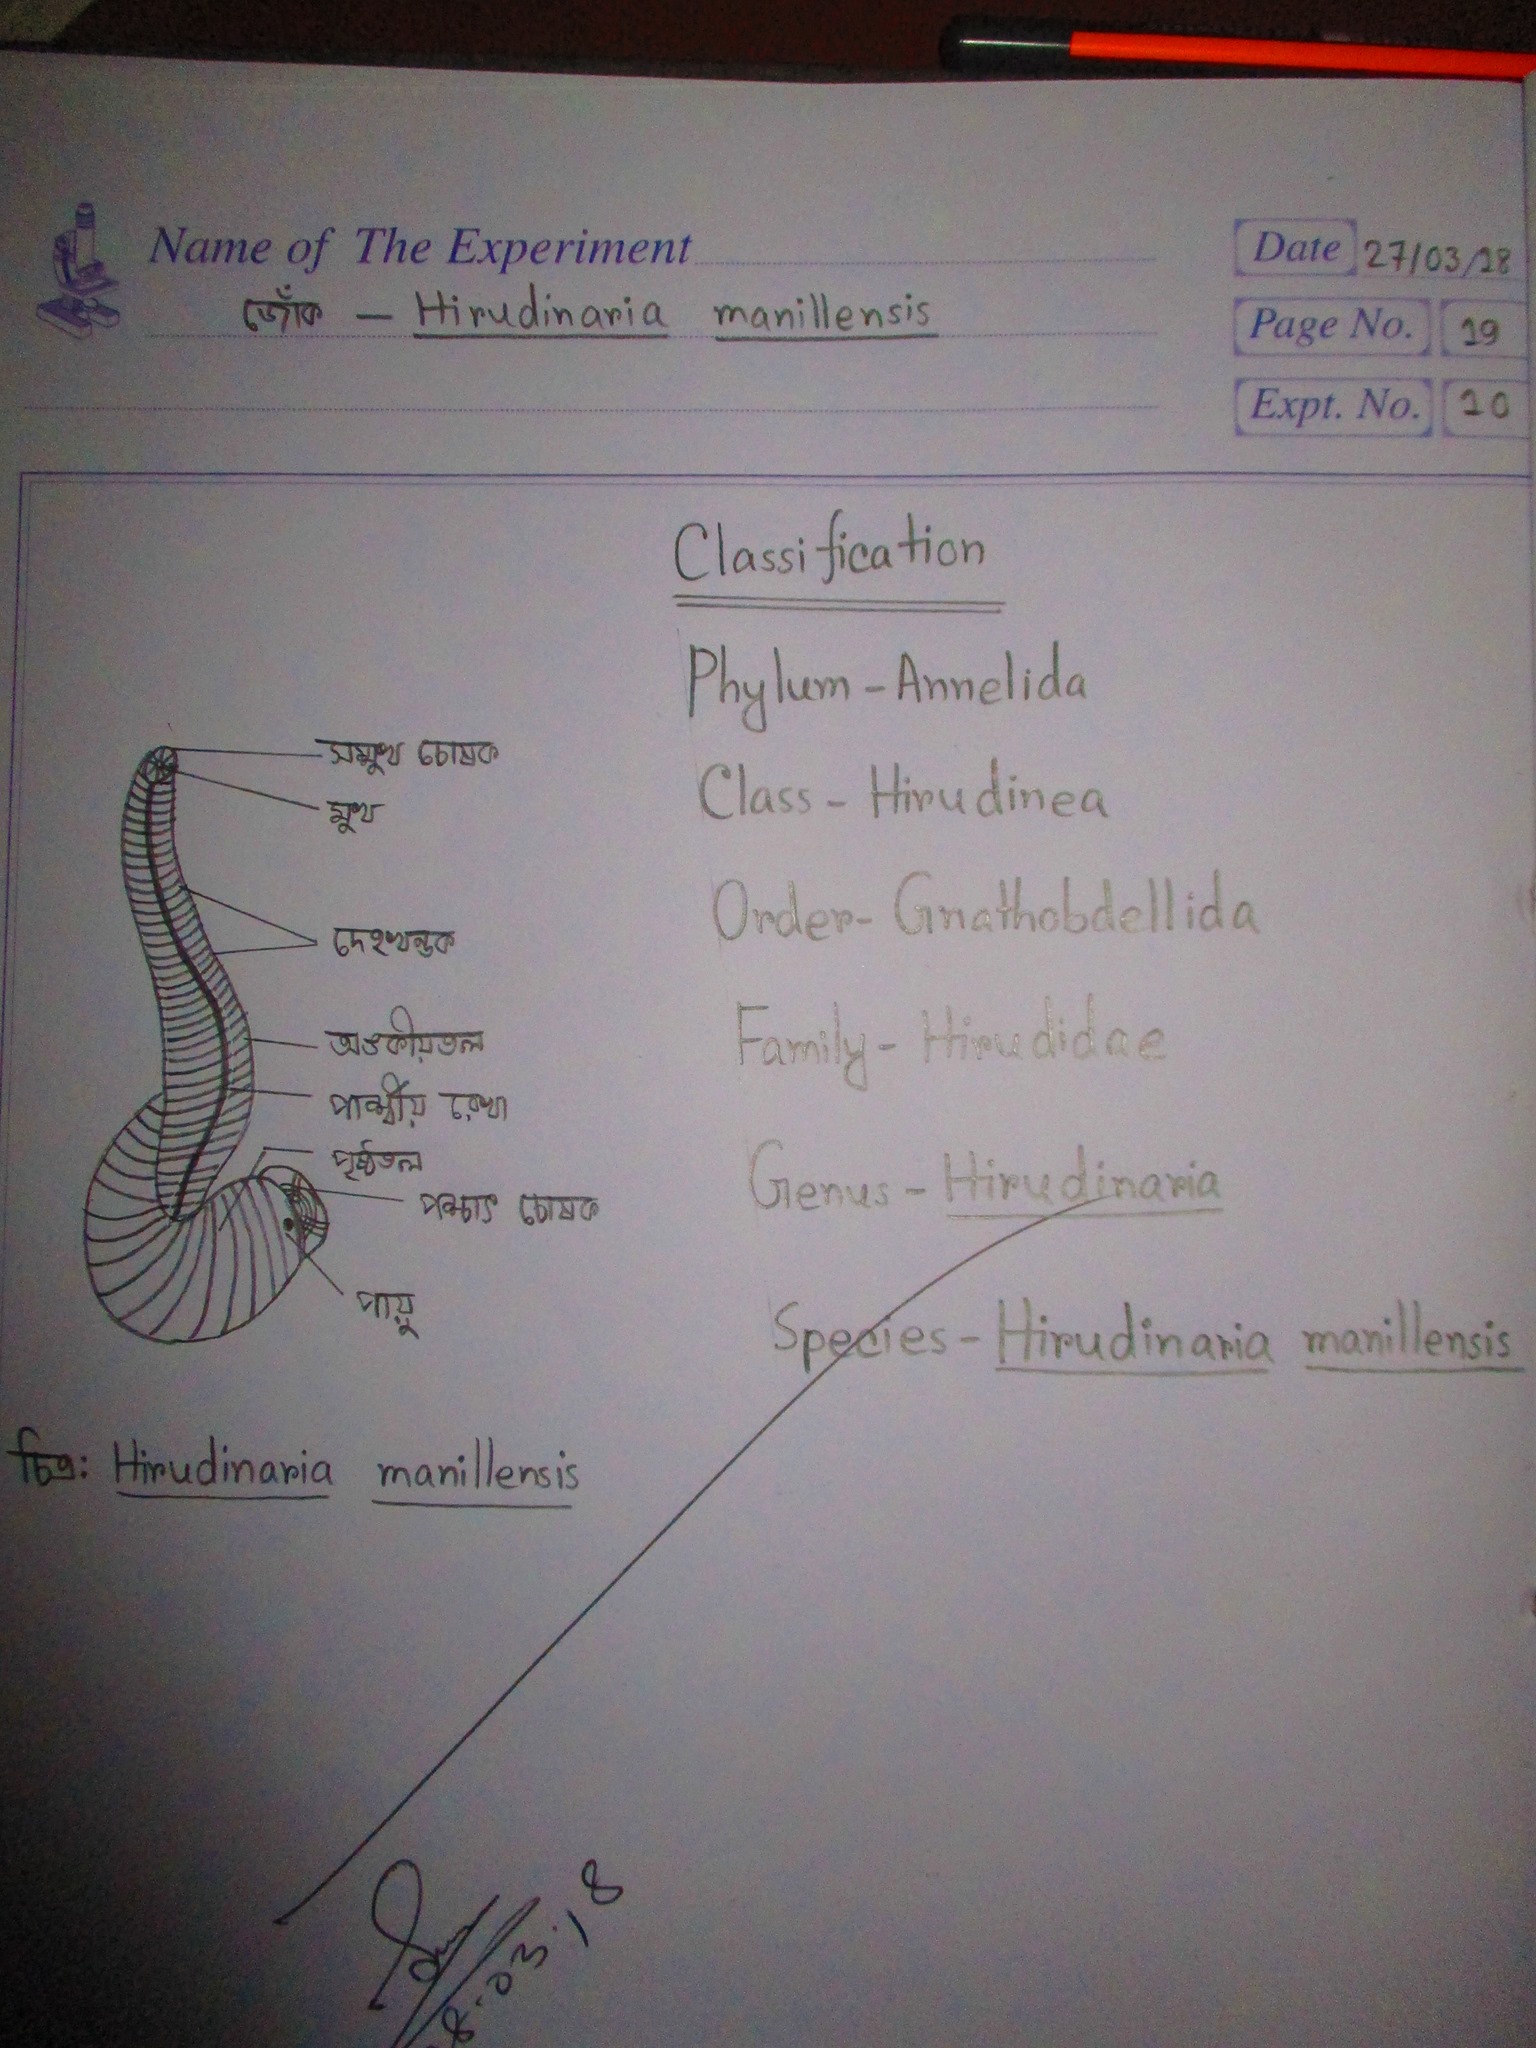 Name of The Experiment
Date 27/03/18
জোঁক – Hirudinaria manillensis
Page No. 19
Expt. No. 10
Classification
Phylum - Annelida
Class - Hirudinea
Order - Gnathobdellida
Family - Hirudidae
Genus - Hirudinaria
Species - Hirudinaria manillensis
সম্মুখ চোষক
মুখ
দেহখন্ডক
অঙ্কীয়তল
পার্শ্বীয় রেখা
পৃষ্ঠতল
পশ্চাৎ চোষক
পায়ু
চিত্র: Hirudinaria manillensis
8.03.18